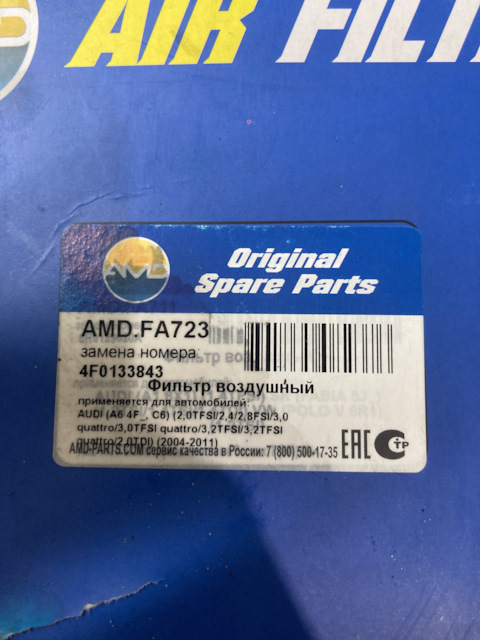 AIR FILT
AMD
Original
Spare Parts
AMD.FA723
замена номера
4F0133843
Фильтр воздушный
применяется для автомобилей:
AUDI (A6 4F_, C6) (2,0TFSI/2,4/2,8FSI/3,0
quattro/3,0TFSI quattro/3,2TFSI/3,2TFSI
quattro/2,0TDI) (2004-2011)
AMD-PARTS.COM сервис качества в России: 7 (800) 500-17-35
EAC
СТР